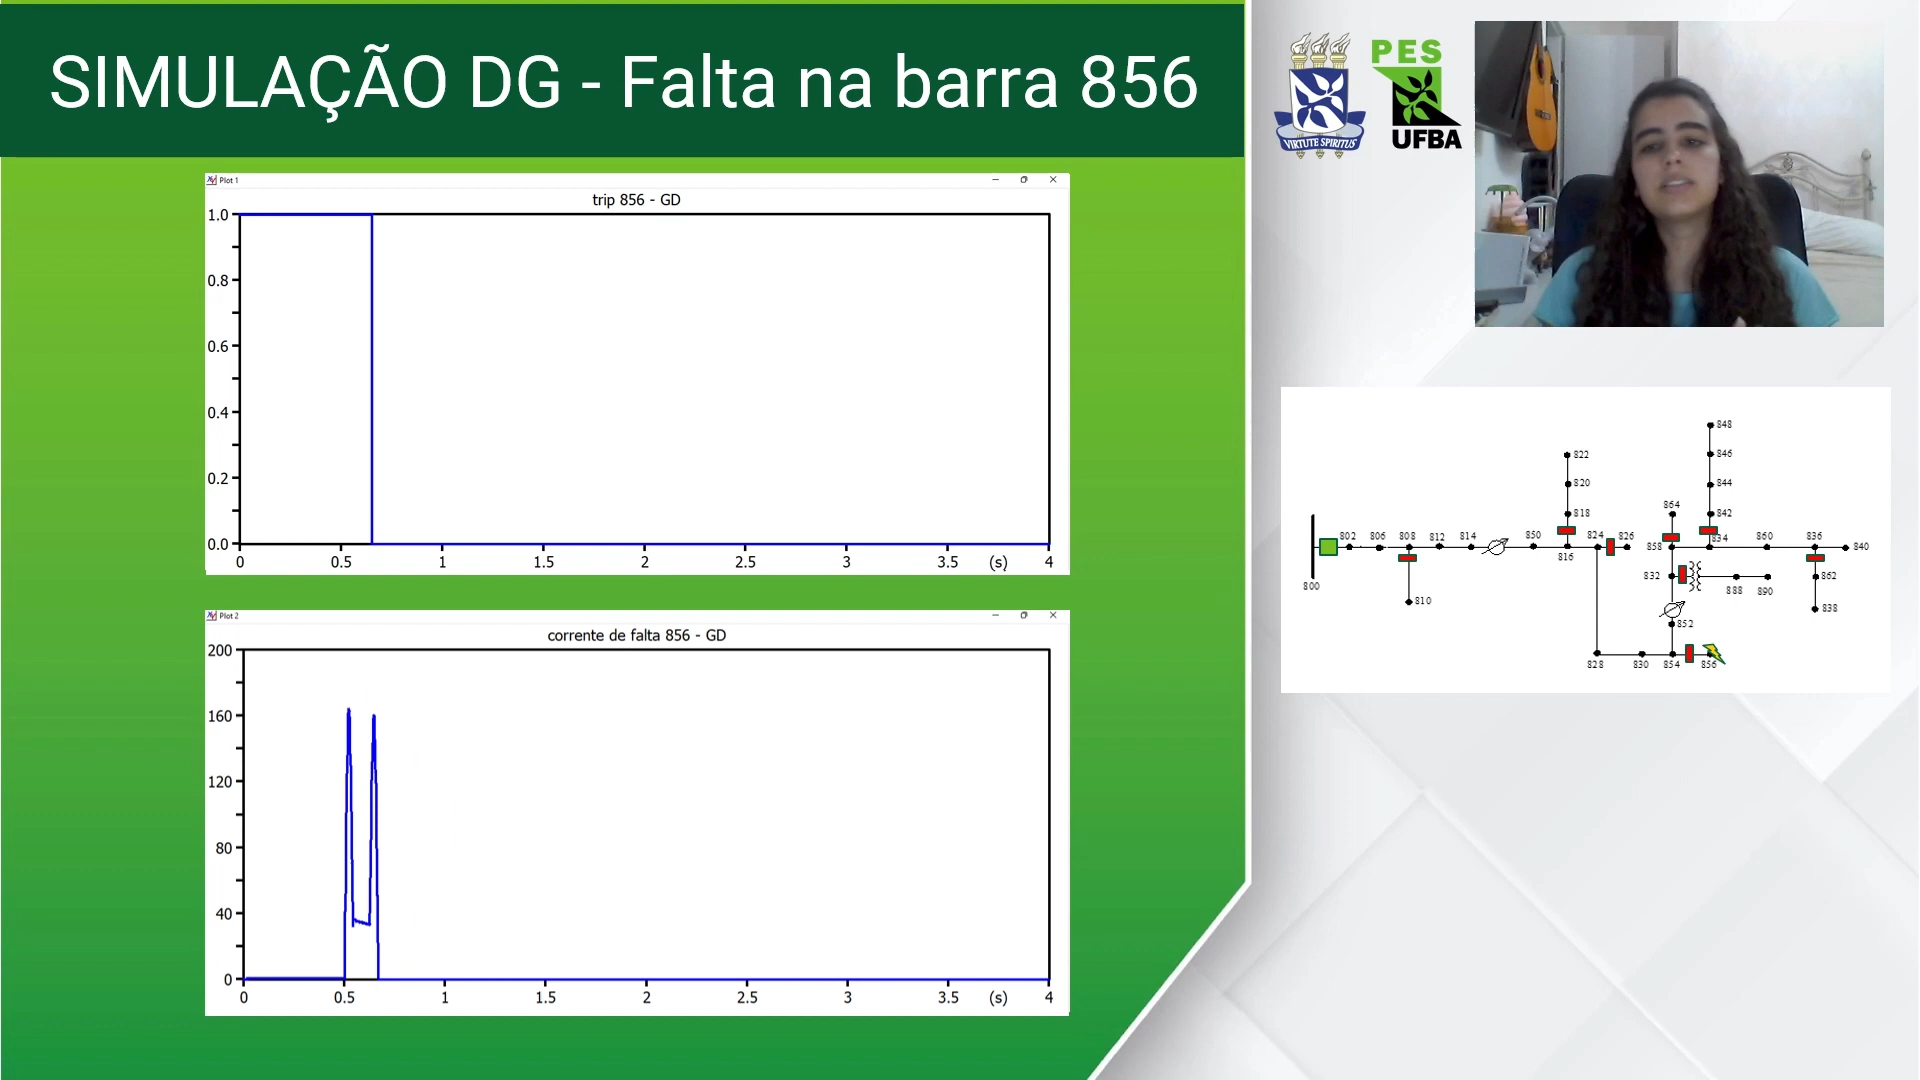 SIMULAÇÃO DG - Falta na barra 856
PES
UFBA
VIRTUTE SPIRITUS
Plot 1
trip 856 - GD
1.0
0.8
0.6
0.4
0.2
0.0
0 0.5 1 1.5 2 2.5 3 3.5 (s) 4
Plot 2
corrente de falta 856 - GD
200
160
120
80
40
0
0 0.5 1 1.5 2 2.5 3 3.5 (s) 4
848
822 846
820 844
864
818 842
802 806 808 812 814 850 824 826 834 860 836
816 858 840
832 862
800 888 890
810 838
852
828 830 854 856